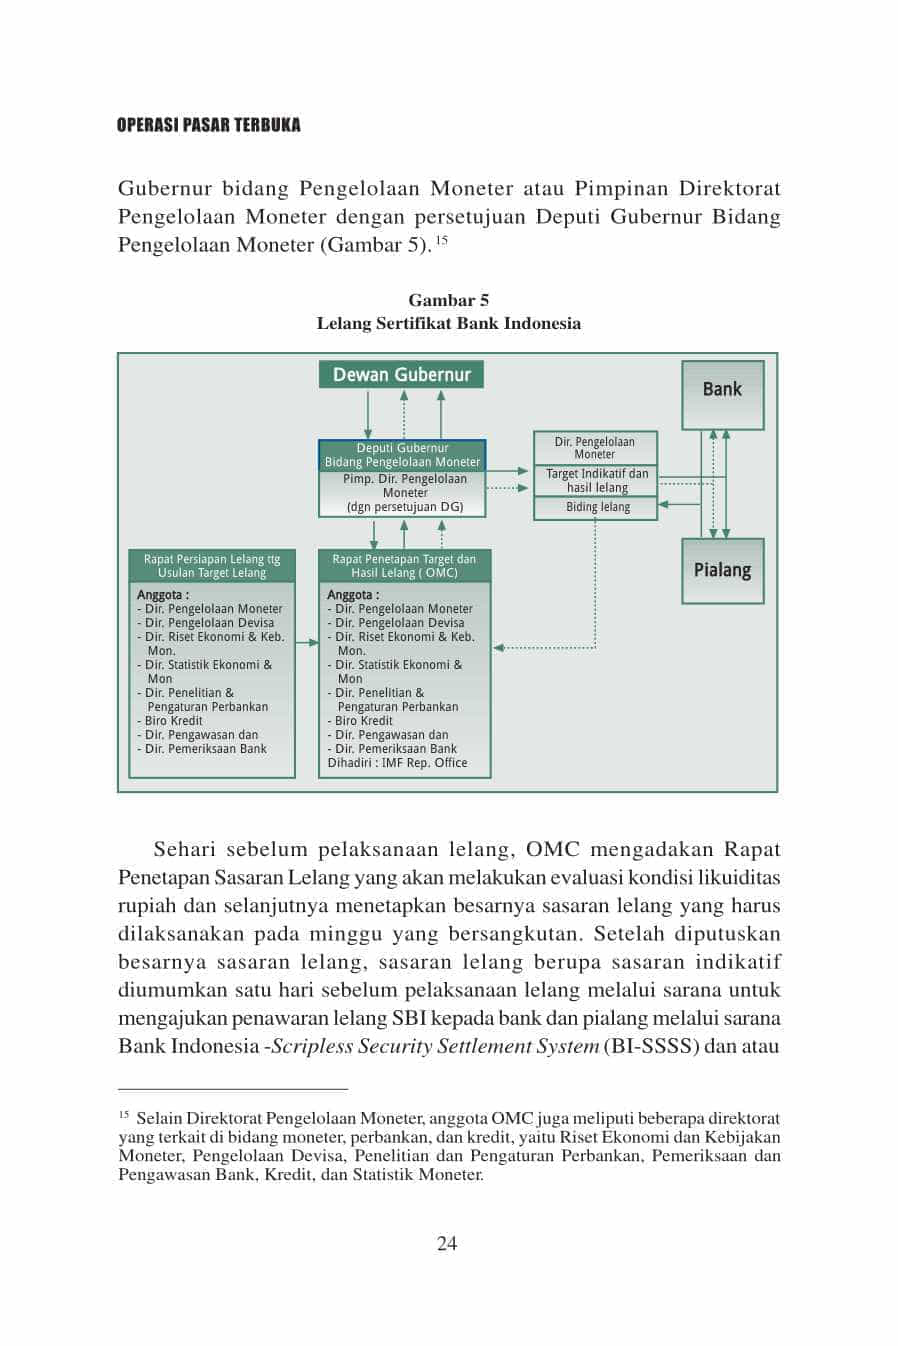 OPERASI PASAR TERBUKA
Gubernur bidang Pengelolaan Moneter atau Pimpinan Direktorat
Pengelolaan Moneter dengan persetujuan Deputi Gubernur Bidang
Pengelolaan Moneter (Gambar 5). 15
Gambar 5
Lelang Sertifikat Bank Indonesia
Dewan Gubernur
Deputi Gubernur
Bidang Pengelolaan Moneter
Pimp. Dir. Pengelolaan
Moneter
(dgn persetujuan DG)
Dir. Pengelolaan
Moneter
Target Indikatif dan
hasil lelang
Biding lelang
Bank
Pialang
Rapat Persiapan Lelang ttg
Usulan Target Lelang
Anggota :
- Dir. Pengelolaan Moneter
- Dir. Pengelolaan Devisa
- Dir. Riset Ekonomi & Keb.
Mon.
- Dir. Statistik Ekonomi &
Mon
- Dir. Penelitian &
Pengaturan Perbankan
- Biro Kredit
- Dir. Pengawasan dan
- Dir. Pemeriksaan Bank
Rapat Penetapan Target dan
Hasil Lelang ( OMC)
Anggota :
- Dir. Pengelolaan Moneter
- Dir. Pengelolaan Devisa
- Dir. Riset Ekonomi & Keb.
Mon.
- Dir. Statistik Ekonomi &
Mon
- Dir. Penelitian &
Pengaturan Perbankan
- Biro Kredit
- Dir. Pengawasan dan
- Dir. Pemeriksaan Bank
Dihadiri : IMF Rep. Office
Sehari sebelum pelaksanaan lelang, OMC mengadakan Rapat
Penetapan Sasaran Lelang yang akan melakukan evaluasi kondisi likuiditas
rupiah dan selanjutnya menetapkan besarnya sasaran lelang yang harus
dilaksanakan pada minggu yang bersangkutan. Setelah diputuskan
besarnya sasaran lelang, sasaran lelang berupa sasaran indikatif
diumumkan satu hari sebelum pelaksanaan lelang melalui sarana untuk
mengajukan penawaran lelang SBI kepada bank dan pialang melalui sarana
Bank Indonesia -Scripless Security Settlement System (BI-SSSS) dan atau
15 Selain Direktorat Pengelolaan Moneter, anggota OMC juga meliputi beberapa direktorat
yang terkait di bidang moneter, perbankan, dan kredit, yaitu Riset Ekonomi dan Kebijakan
Moneter, Pengelolaan Devisa, Penelitian dan Pengaturan Perbankan, Pemeriksaan dan
Pengawasan Bank, Kredit, dan Statistik Moneter.
24